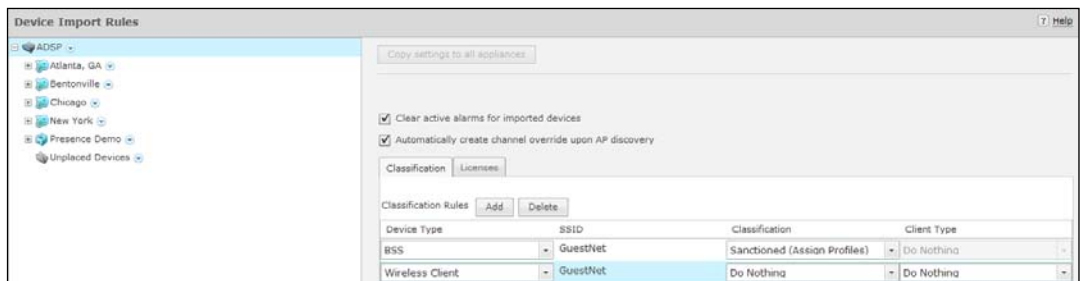 Device Import Rules
? Help
ADSP
Atlanta, GA
Bentonville
Chicago
New York
Presence Demo
Unplaced Devices
Copy settings to all appliances
Clear active alarms for imported devices
Automatically create channel override upon AP discovery
Classification Licenses
Classification Rules Add Delete
Device Type SSID Classification Client Type
BSS GuestNet Sanctioned (Assign Profiles) Do Nothing
Wireless Client GuestNet Do Nothing Do Nothing